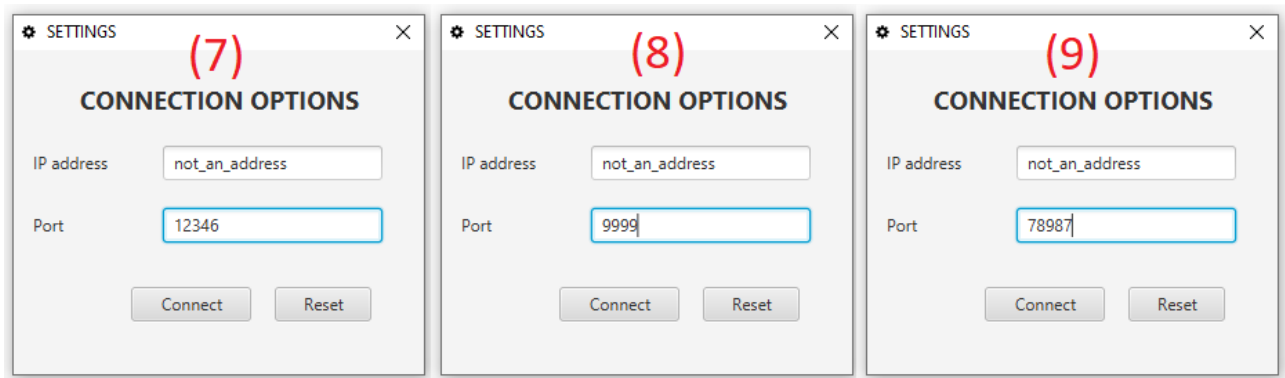 SETTINGS
(7)
CONNECTION OPTIONS
IP address not_an_address
Port 12346
Connect Reset
SETTINGS
(8)
CONNECTION OPTIONS
IP address not_an_address
Port 9999
Connect Reset
SETTINGS
(9)
CONNECTION OPTIONS
IP address not_an_address
Port 78987
Connect Reset